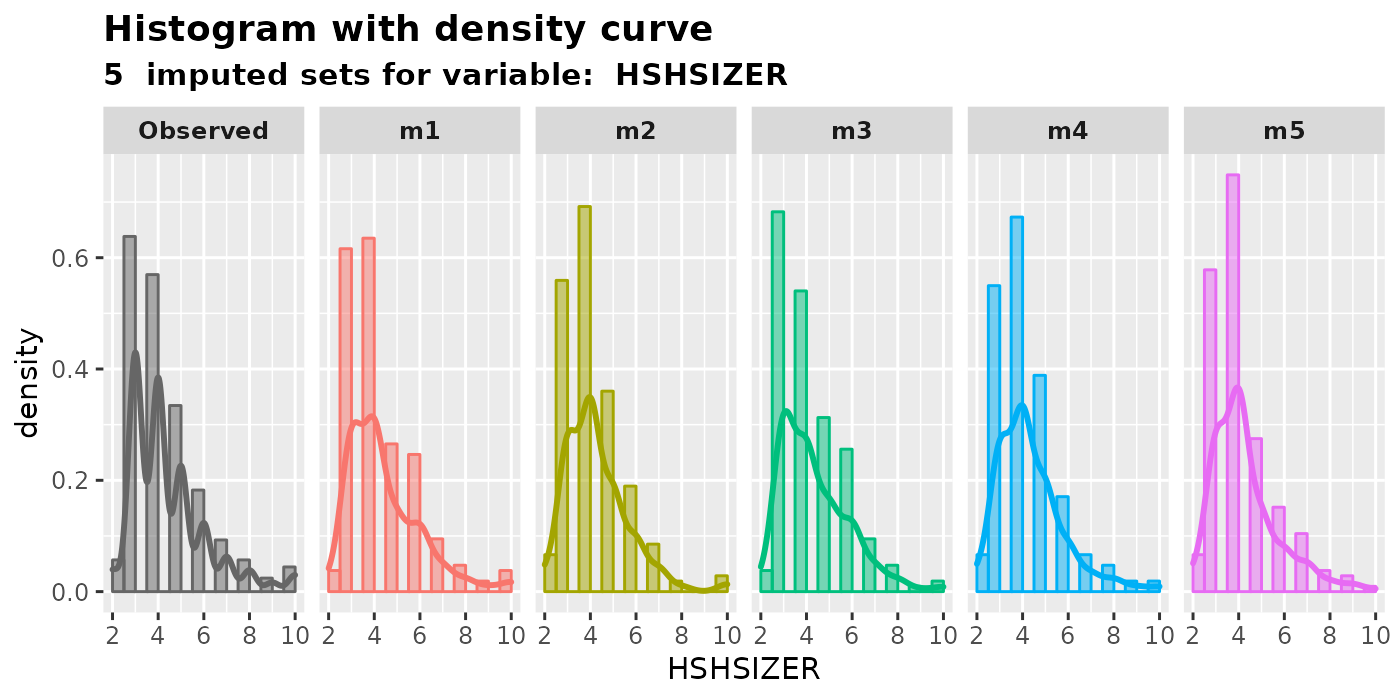 Histogram with density curve
5  imputed sets for variable:  HSHSIZER
Observed m1 m2 m3 m4 m5
density
0.6
0.4
0.2
0.0
2 4 6 8 10 2 4 6 8 10 2 4 6 8 10 2 4 6 8 10 2 4 6 8 10 2 4 6 8 10
HSHSIZER